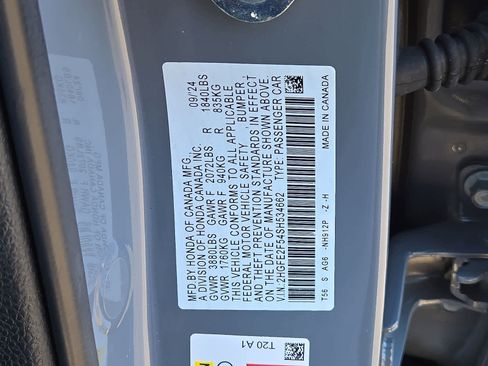 MFD. BY HONDA OF CANADA MFG. 09/24
A DIVISION OF HONDA CANADA INC.
GVWR 3880LBS GAWR F 2072LBS R 1840LBS
GVWR 1760KG GAWR F 940KG R 835KG
THIS VEHICLE CONFORMS TO ALL APPLICABLE
FEDERAL MOTOR VEHICLE SAFETY BUMPER
AND THEFT PREVENTION STANDARDS IN EFFECT
ON THE DATE OF MANUFACTURE SHOWN ABOVE.
V.I.N. 2HGFE2F54SH534662 TYPE: PASSENGER CAR
T56 S AG6 -NH912P -Z -H
MADE IN CANADA
T20 A1